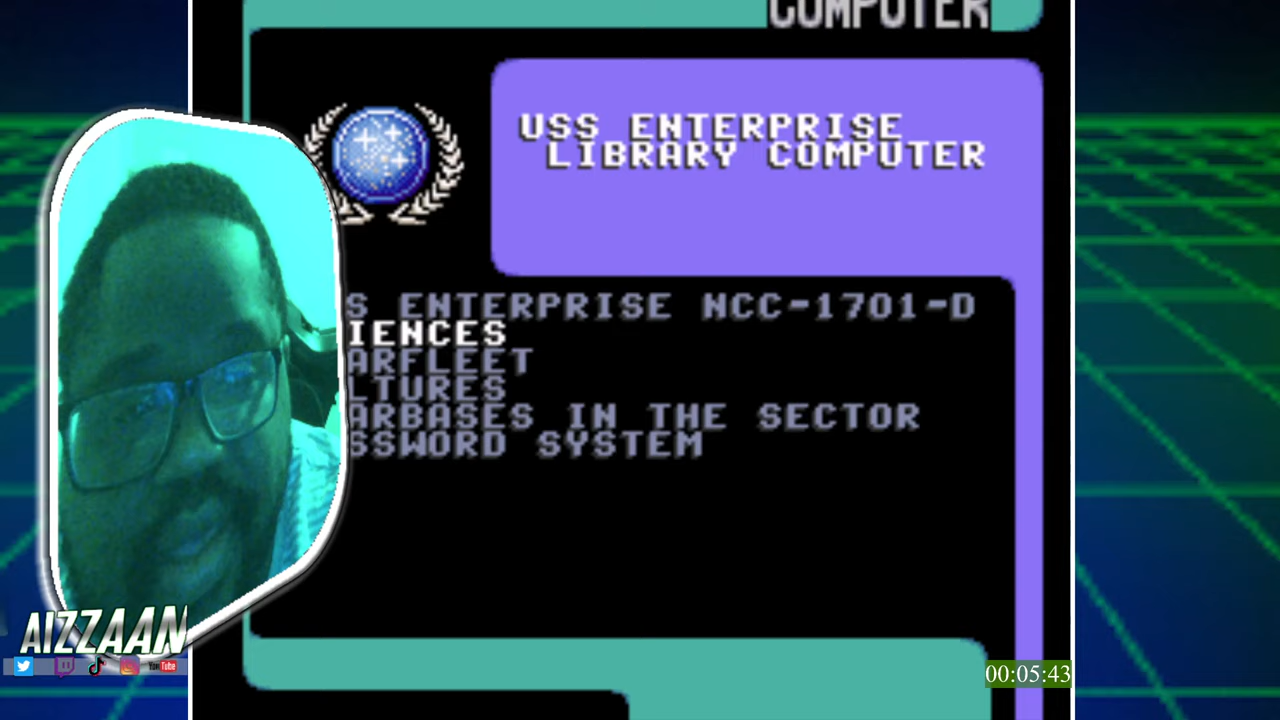 COMPUTER
USS ENTERPRISE
LIBRARY COMPUTER
S ENTERPRISE NCC-1701-D
IENCES
ARFLEET
LTURES
ARBASES IN THE SECTOR
SSWORD SYSTEM
AIZZAAN
YouTube
00:05:43